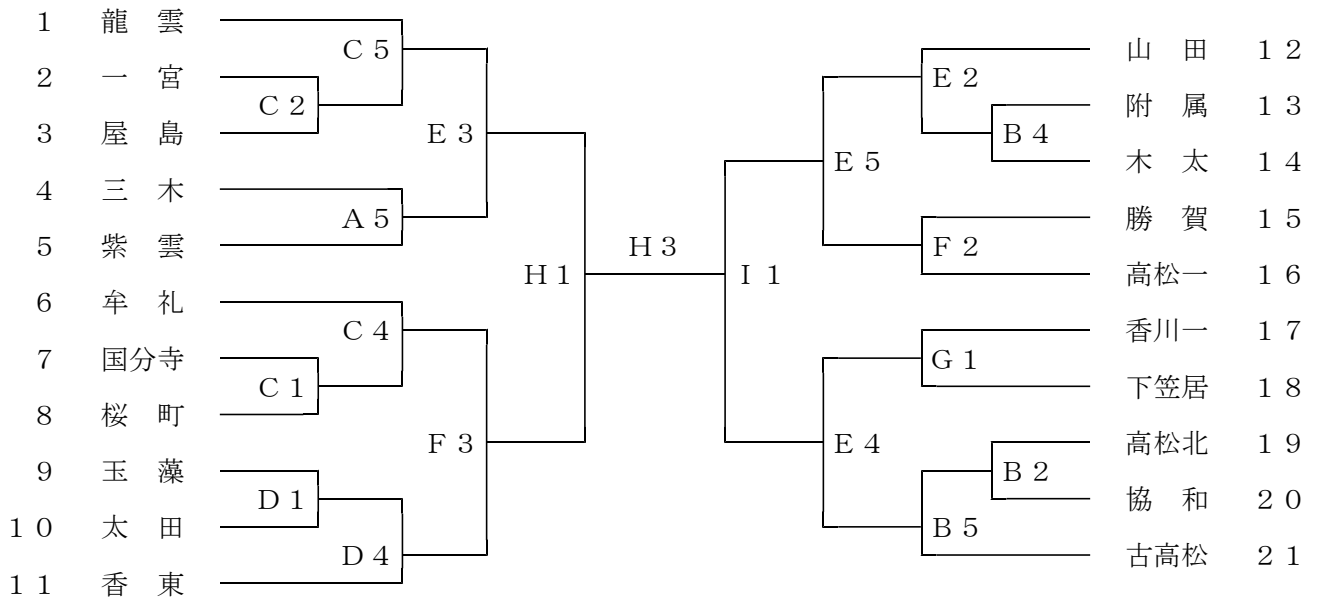 1 龍 雲
C 5
2 一 宮
C 2
3 屋 島
E 3
4 三 木
A 5
5 紫 雲
H 1
6 牟 礼
C 4
7 国分寺
C 1
8 桜 町
F 3
9 玉 藻
D 1
1 0 太 田
D 4
1 1 香 東
H 3
山 田 1 2
E 2
附 属 1 3
B 4
木 太 1 4
E 5
勝 賀 1 5
F 2
高松一 1 6
I 1
香川一 1 7
G 1
下笠居 1 8
E 4
高松北 1 9
B 2
協 和 2 0
B 5
古高松 2 1